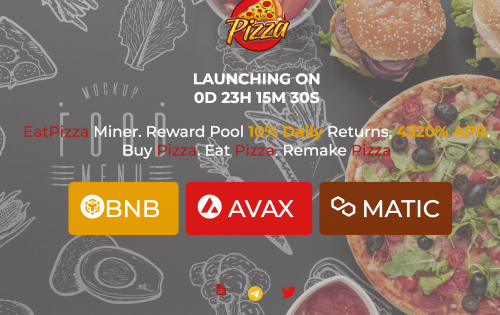 Pizza
LAUNCHING ON
0D 23H 15M 30S
MOCKUP
FOOD
MENU
EatPizza Miner. Reward Pool 10% Daily Returns, 4320% APR.
Buy Pizza. Eat Pizza. Remake Pizza
BNB
AVAX
MATIC